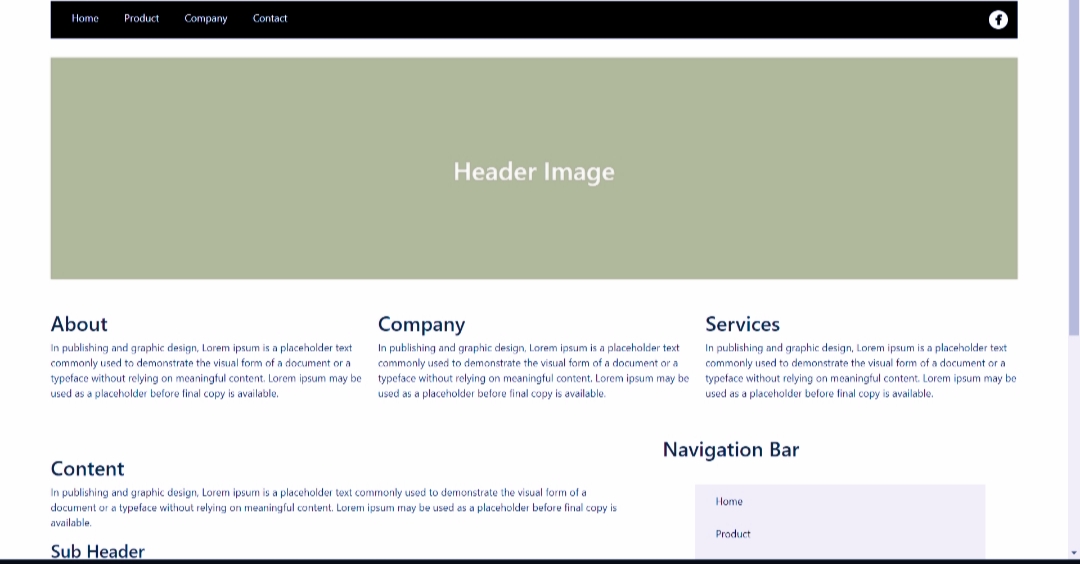 Home Product Company Contact
Header Image
About
In publishing and graphic design, Lorem ipsum is a placeholder text
commonly used to demonstrate the visual form of a document or a
typeface without relying on meaningful content. Lorem ipsum may be
used as a placeholder before final copy is available.
Company
In publishing and graphic design, Lorem ipsum is a placeholder text
commonly used to demonstrate the visual form of a document or a
typeface without relying on meaningful content. Lorem ipsum may be
used as a placeholder before final copy is available.
Services
In publishing and graphic design, Lorem ipsum is a placeholder text
commonly used to demonstrate the visual form of a document or a
typeface without relying on meaningful content. Lorem ipsum may be
used as a placeholder before final copy is available.
Content
In publishing and graphic design, Lorem ipsum is a placeholder text commonly used to demonstrate the visual form of a
document or a typeface without relying on meaningful content. Lorem ipsum may be used as a placeholder before final copy is
available.
Sub Header
Navigation Bar
Home
Product